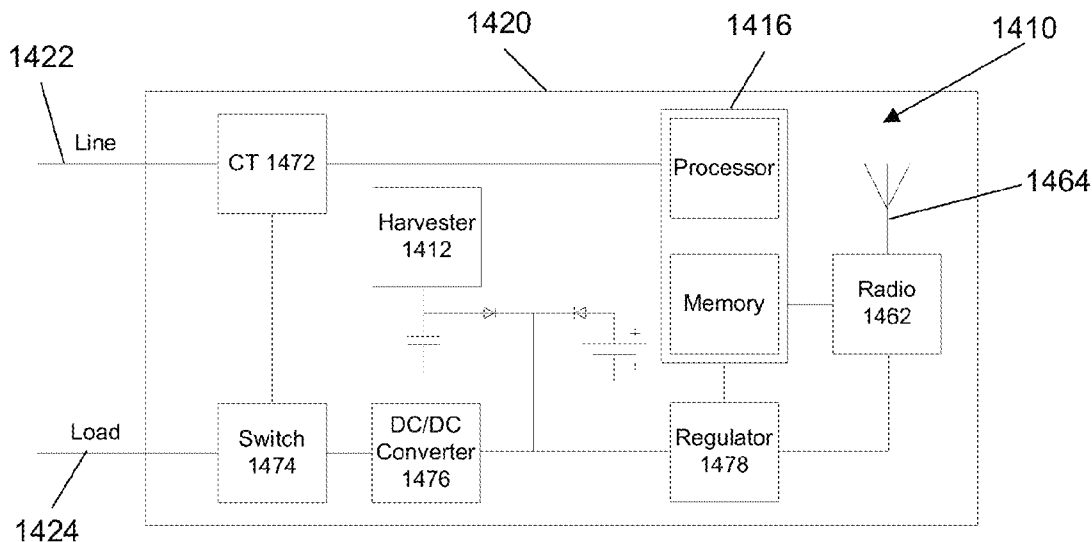 1420
1416
1410
1422
Line
CT 1472
Processor
1464
Harvester
1412
Memory
Radio
1462
+
-
Load
Switch
1474
DC/DC
Converter
1476
Regulator
1478
1424